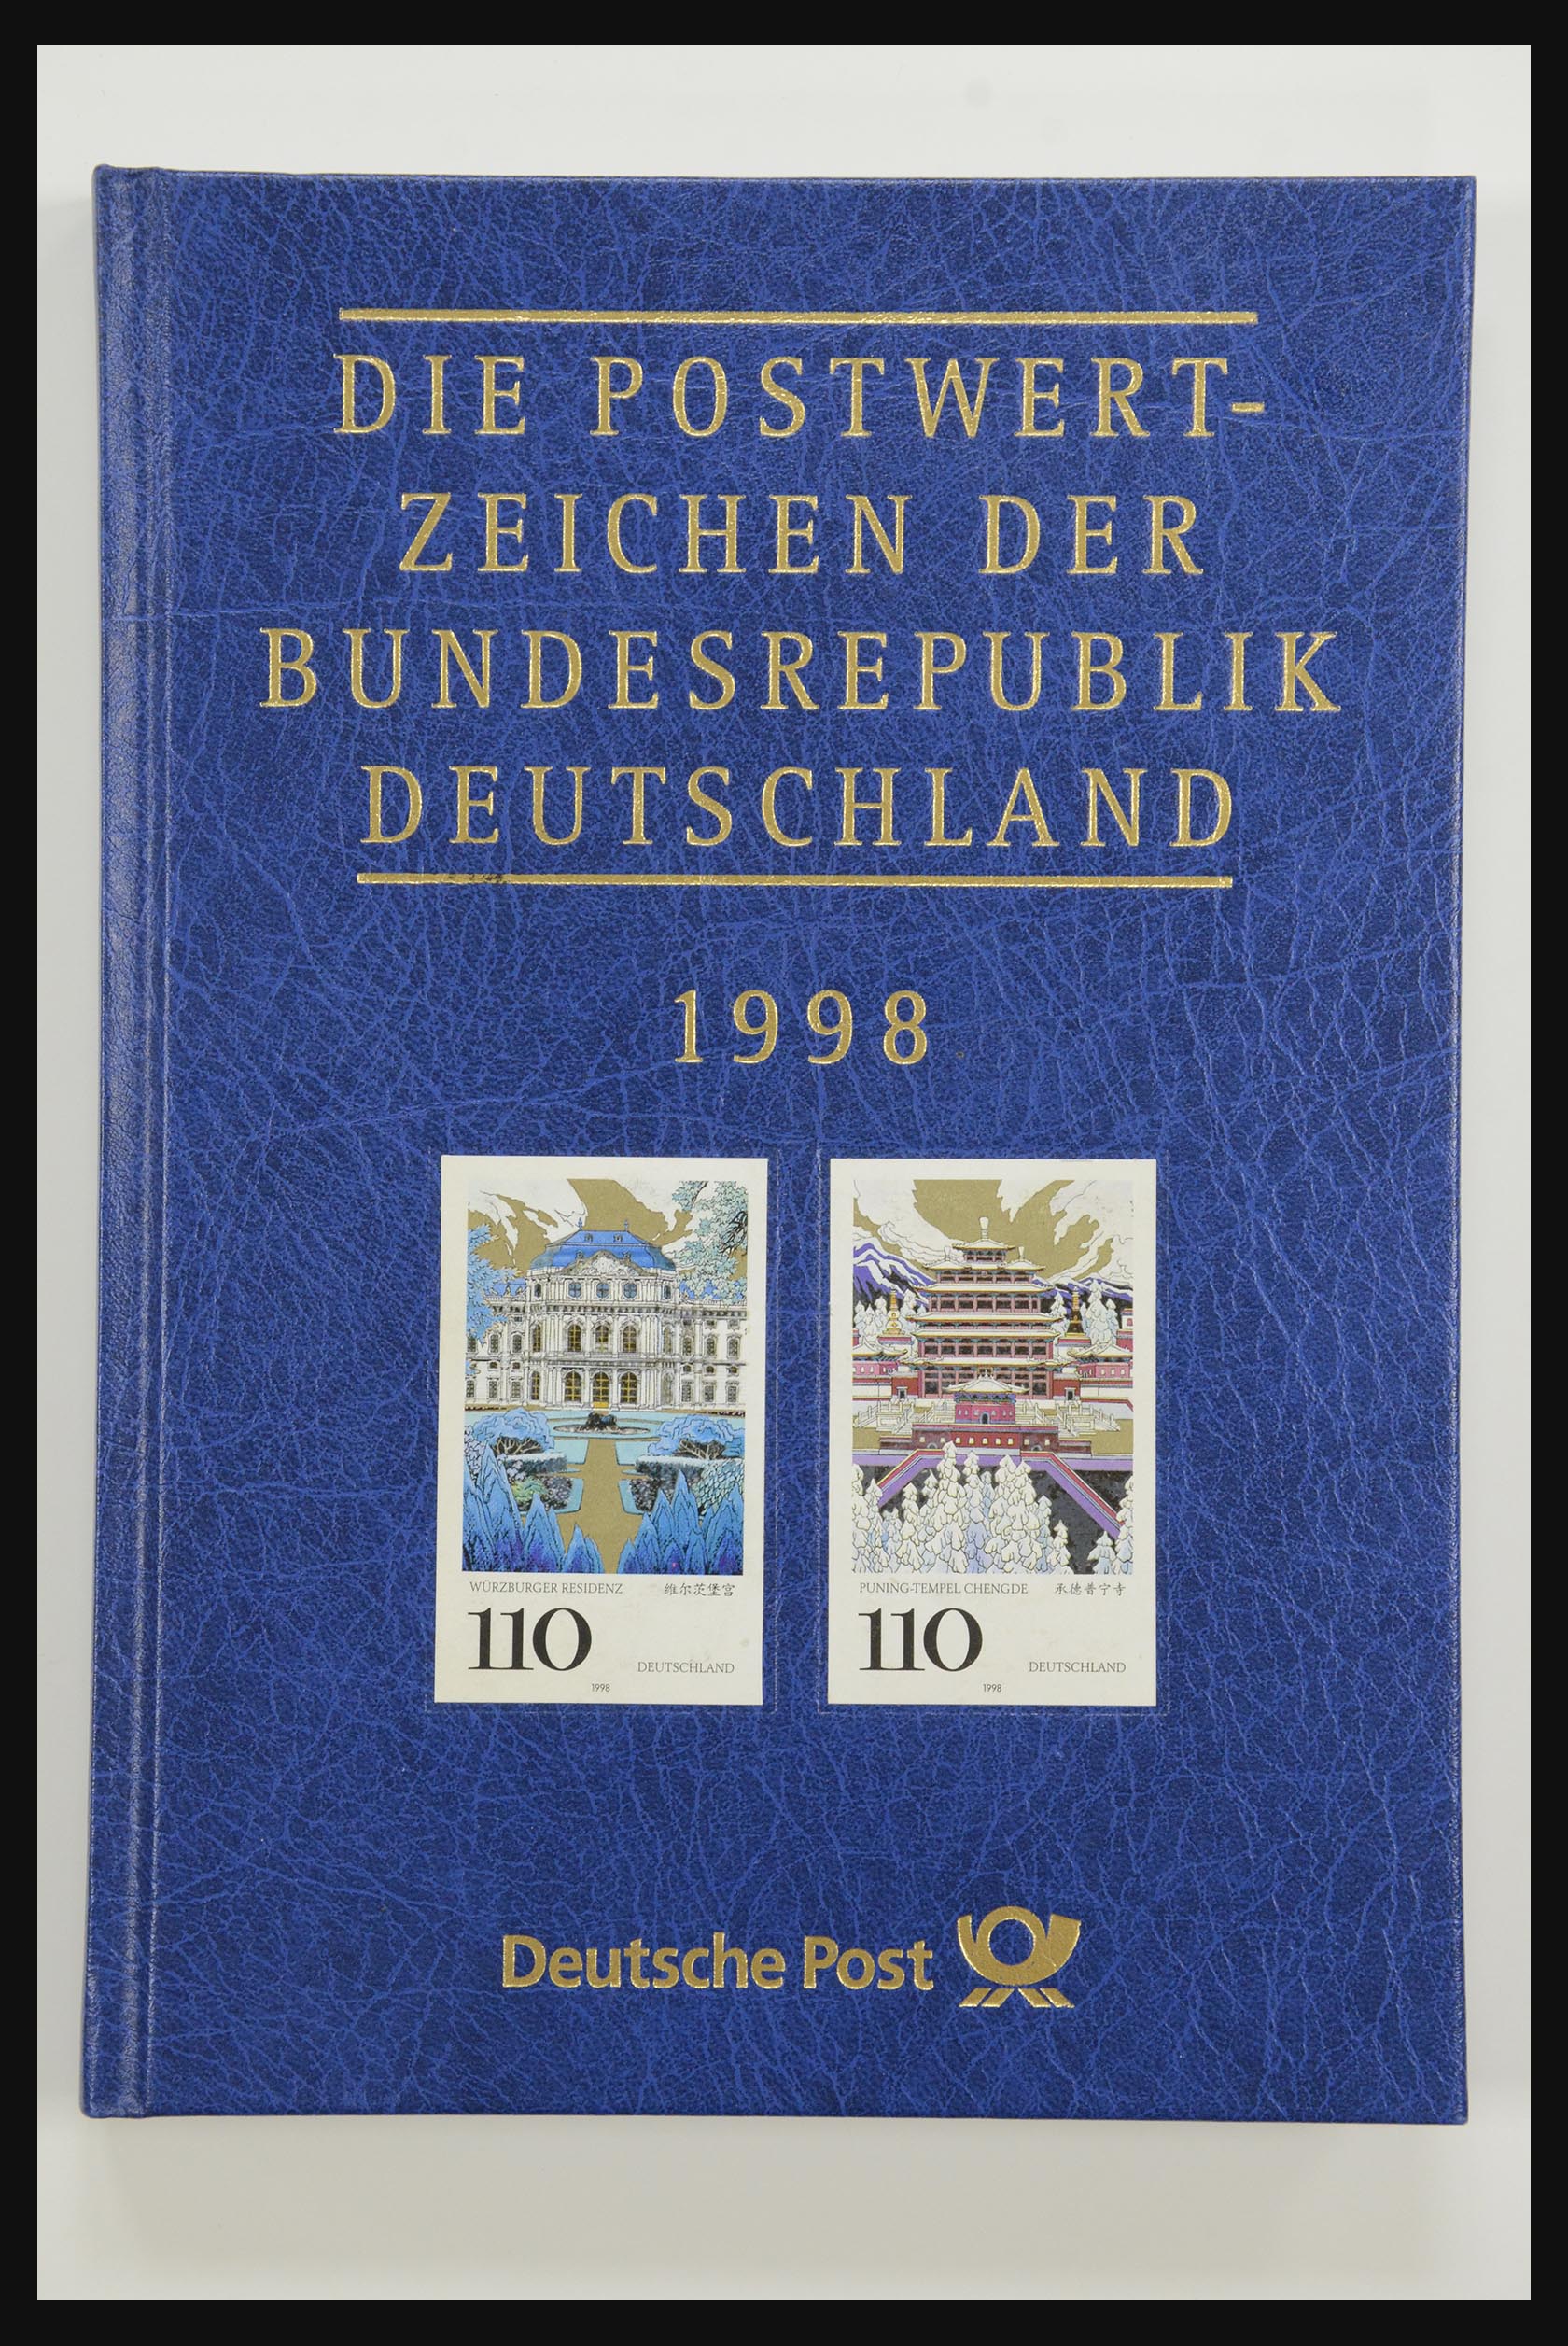 DIE POSTWERT-
ZEICHEN DER
BUNDESREPUBLIK
DEUTSCHLAND
1998
WÜRZBURGER RESIDENZ 维尔茨堡宫
110
DEUTSCHLAND
1998
PUNING-TEMPEL CHENGDE 承德普宁寺
110
DEUTSCHLAND
1998
Deutsche Post